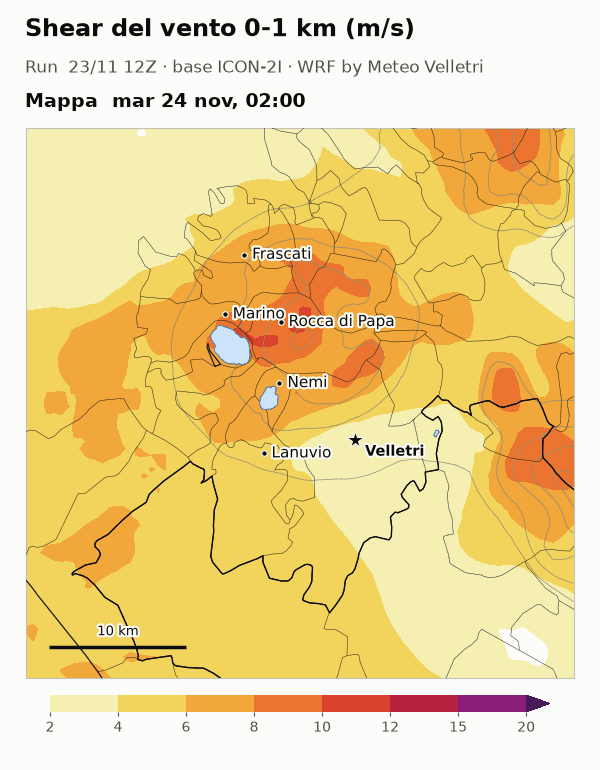 Shear del vento 0-1 km (m/s)
Run  23/11 12Z · base ICON-2I · WRF by Meteo Velletri
Mappa  mar 24 nov, 02:00
Frascati
Marino
Rocca di Papa
Nemi
Velletri
Lanuvio
10 km
2 4 6 8 10 12 15 20